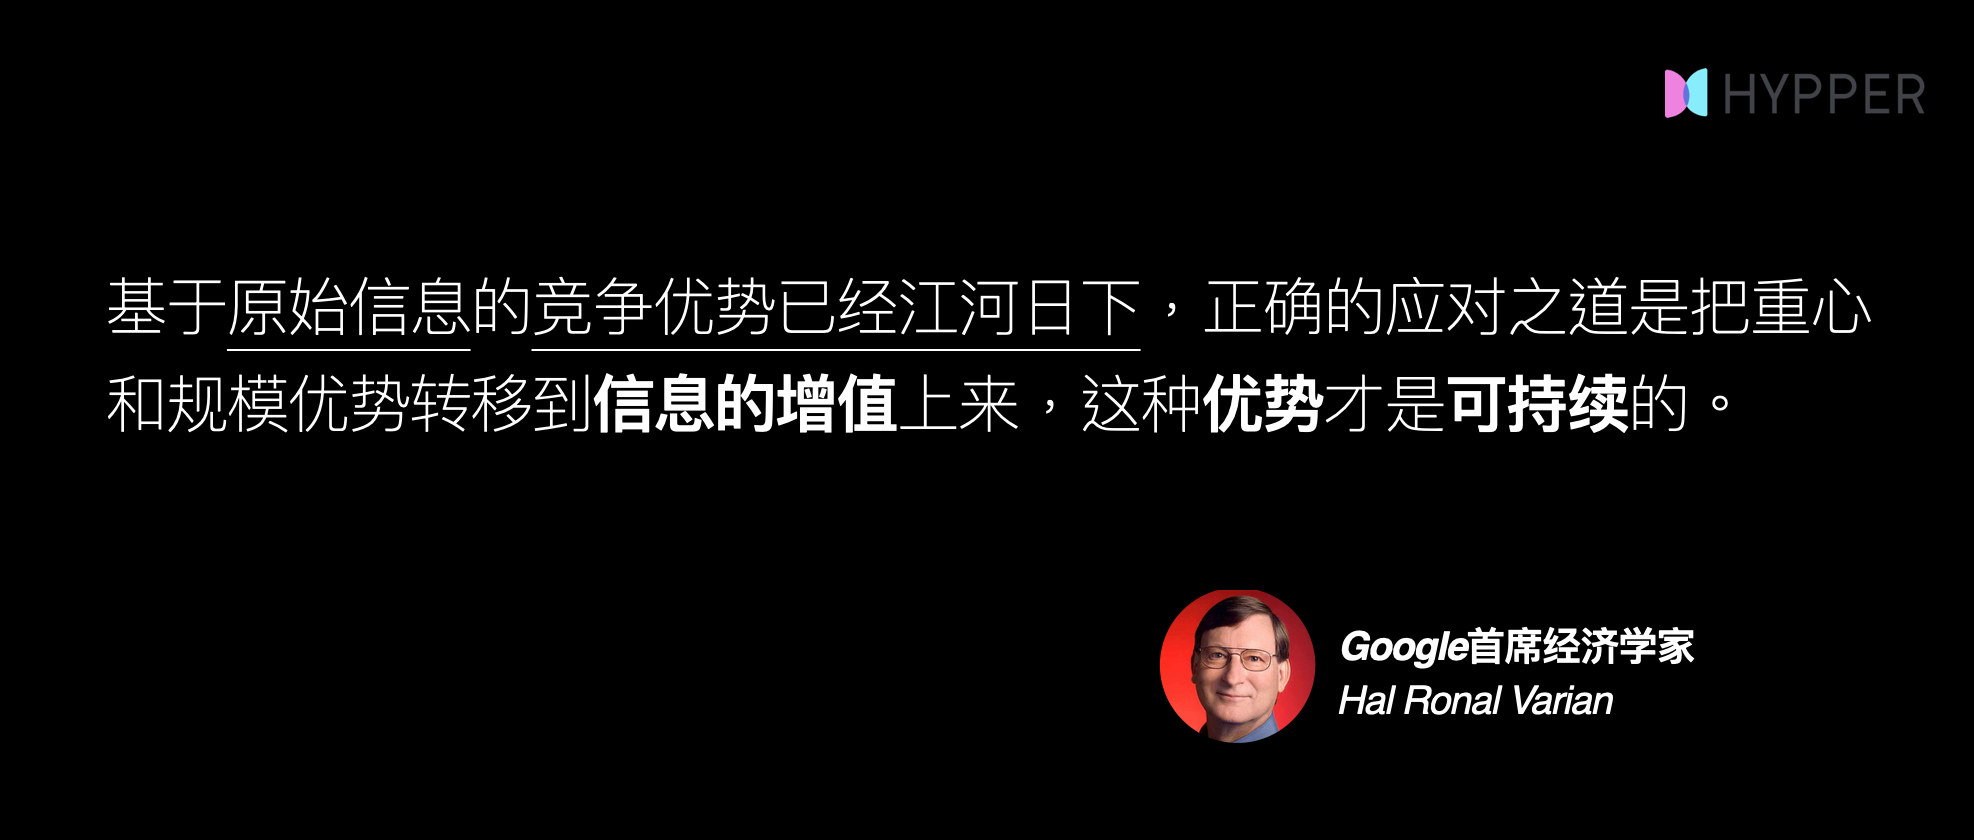 HYPPER
基于原始信息的竞争优势已经江河日下，正确的应对之道是把重心
和规模优势转移到信息的增值上来，这种优势才是可持续的。
Google首席经济学家
Hal Ronal Varian